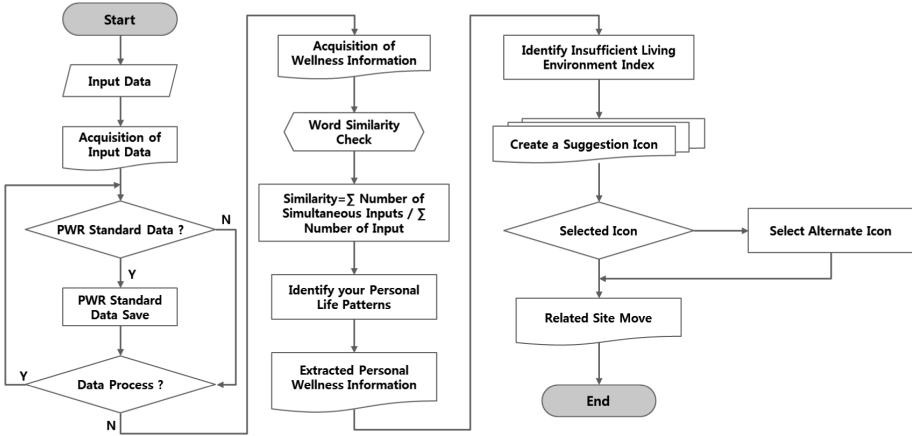 Start
Input Data
Acquisition of
Input Data
PWR Standard Data ?
N
Y
PWR Standard
Data Save
Data Process ?
Y
N
Acquisition of
Wellness Information
Word Similarity
Check
Similarity=∑ Number of
Simultaneous Inputs / ∑
Number of Input
Identify your Personal
Life Patterns
Extracted Personal
Wellness Information
Identify Insufficient Living
Environment Index
Create a Suggestion Icon
Selected Icon
Select Alternate Icon
Related Site Move
End